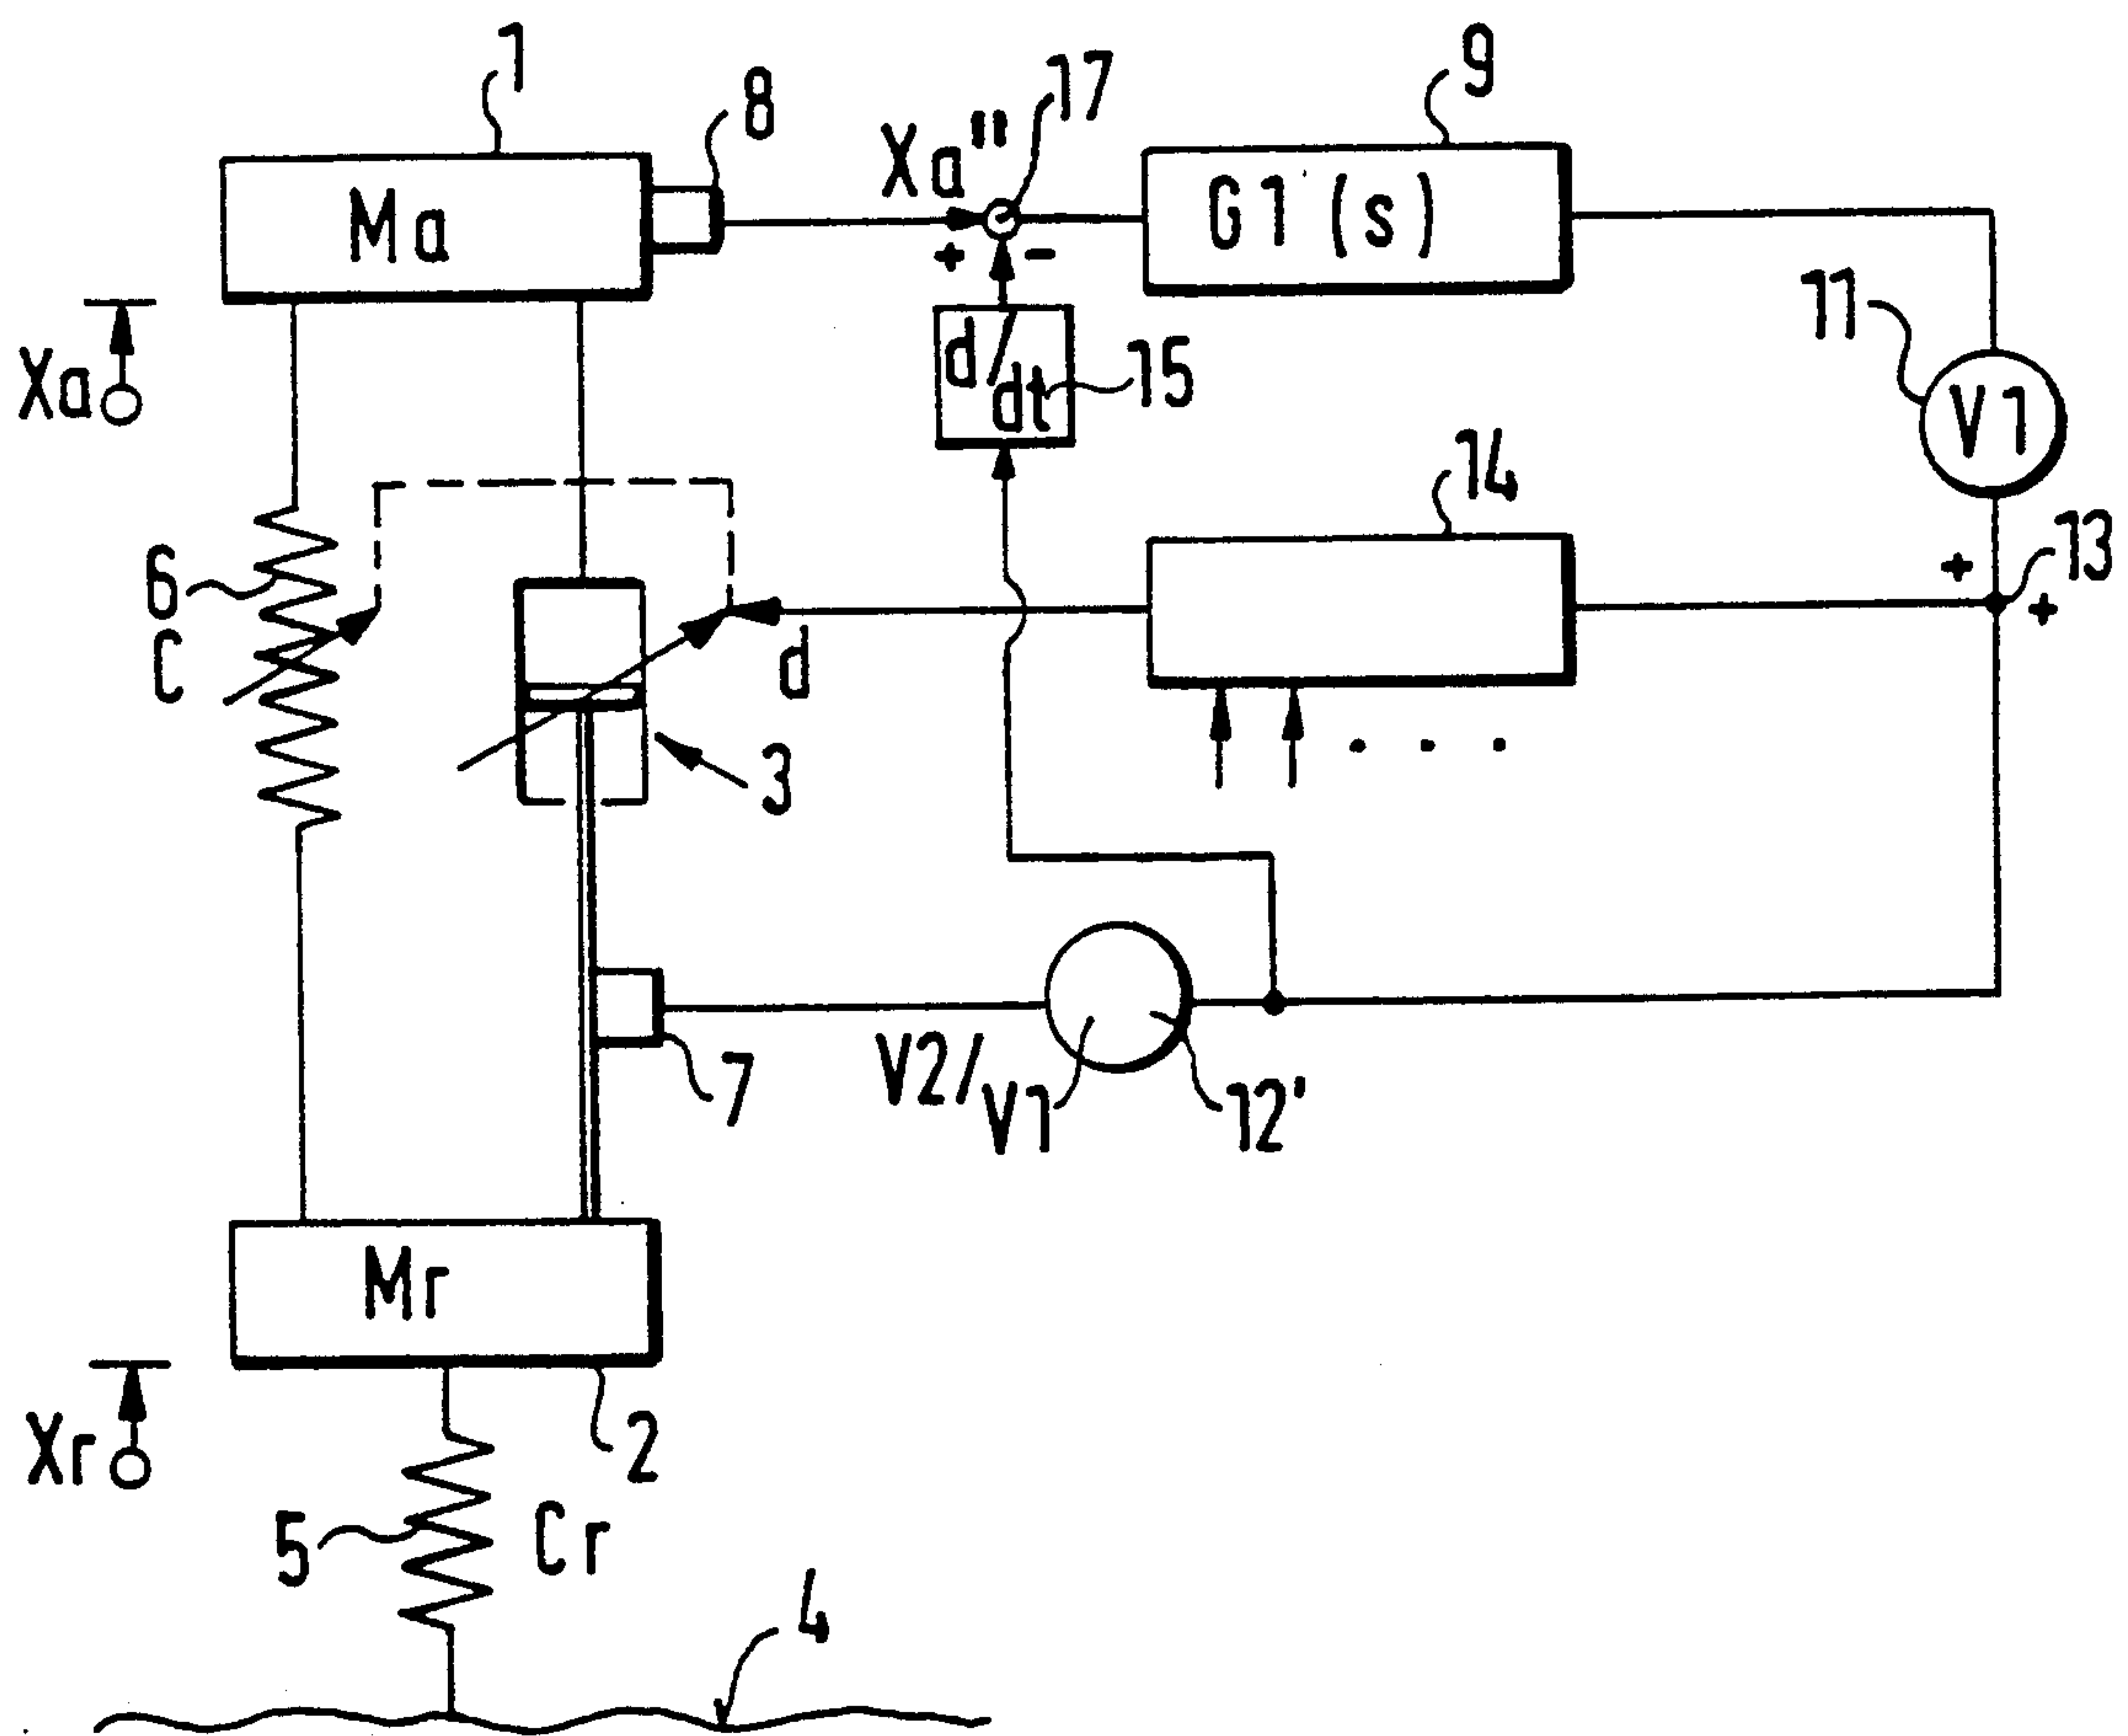 1
8
17
9
Xa"
Ma
G1(s)
+ -
11
Xa
d/
dt
15
V1
14
6
13
+
+
C
d
3
. . .
7
V2/
V1
12'
Mr
Xr
2
5
Cr
4